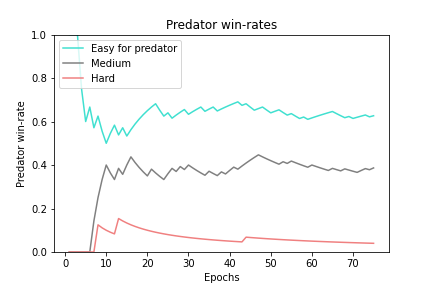 Predator win-rates
Easy for predator
Medium
Hard
Predator win-rate
1.0
0.8
0.6
0.4
0.2
0.0
0 10 20 30 40 50 60 70
Epochs